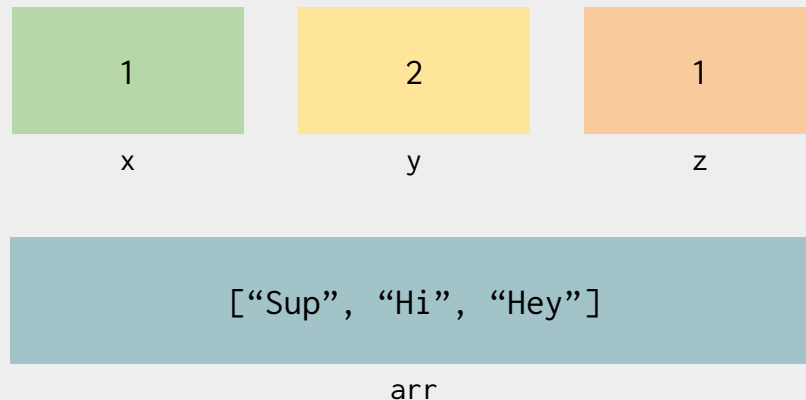 1 2 1
x y z
[“Sup”, “Hi”, “Hey”]
arr